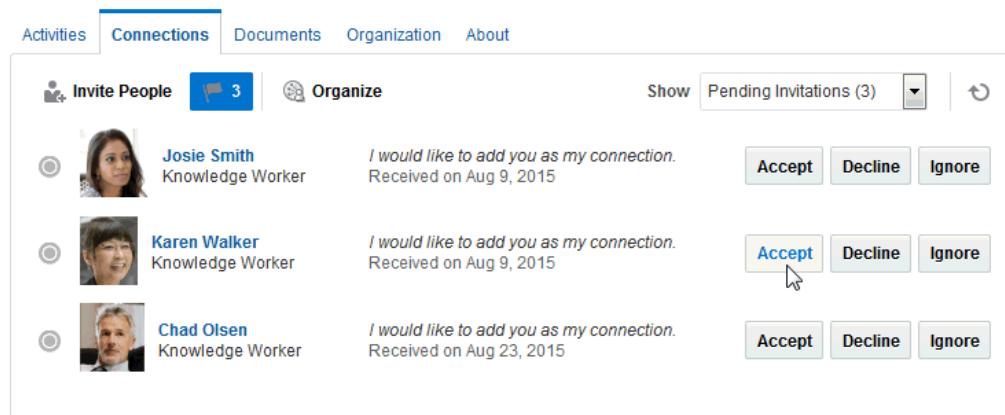 Activities Connections Documents Organization About
Invite People 3 Organize Show Pending Invitations (3)
Josie Smith I would like to add you as my connection. Accept Decline Ignore
Knowledge Worker Received on Aug 9, 2015
Karen Walker I would like to add you as my connection. Accept Decline Ignore
Knowledge Worker Received on Aug 9, 2015
Chad Olsen I would like to add you as my connection. Accept Decline Ignore
Knowledge Worker Received on Aug 23, 2015